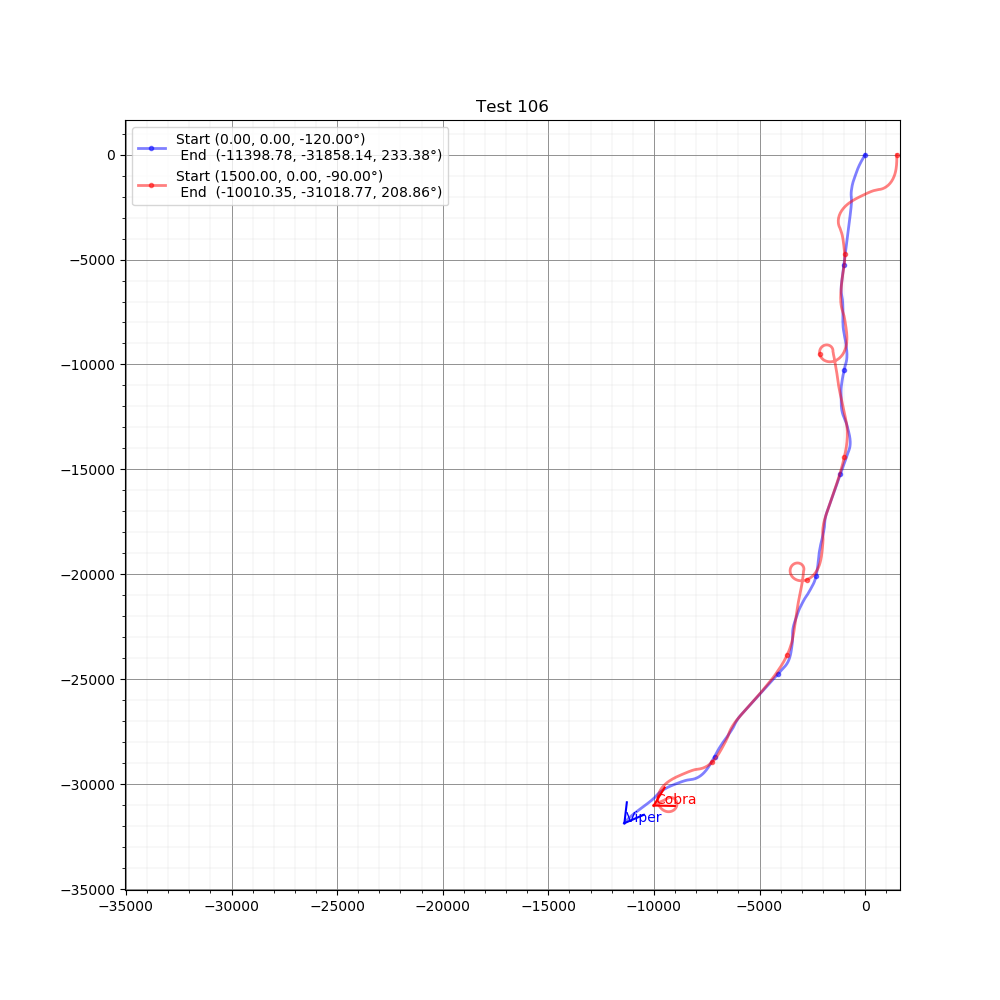 Test 106
Start (0.00, 0.00, -120.00°)
End (-11398.78, -31858.14, 233.38°)
Start (1500.00, 0.00, -90.00°)
End (-10010.35, -31018.77, 208.86°)
0
−5000
−10000
−15000
−20000
−25000
−30000
−35000
Cobra
Viper
−35000 −30000 −25000 −20000 −15000 −10000 −5000 0